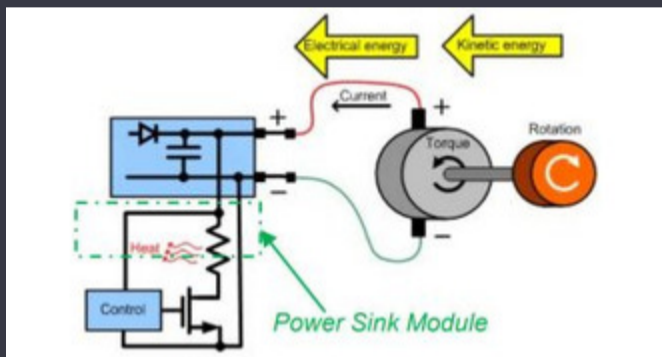 Electrical energy
Kinetic energy
Current
+
+
Rotation
Torque
−
−
Heat
Control
Power Sink Module